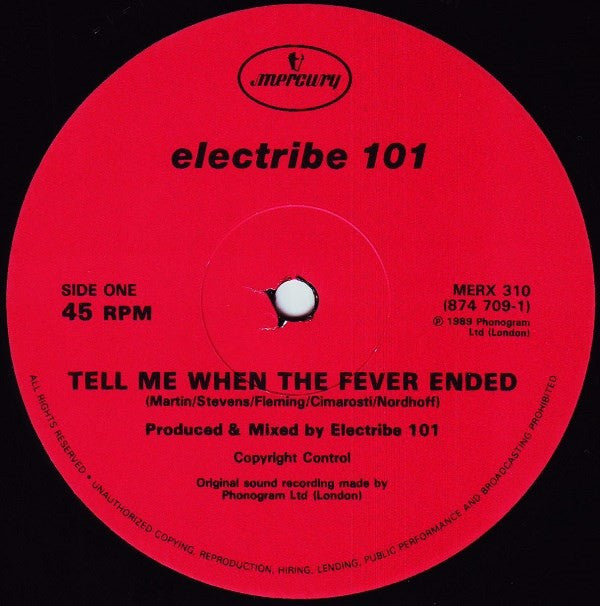 mercury
electribe 101
SIDE ONE
45 RPM
MERX 310
(874 709-1)
℗ 1989 Phonogram
Ltd (London)
TELL ME WHEN THE FEVER ENDED
(Martin/Stevens/Fleming/Cimarosti/Nordhoff)
Produced & Mixed by Electribe 101
Copyright Control
Original sound recording made by
Phonogram Ltd (London)
ALL RIGHTS RESERVED • UNAUTHORIZED COPYING, REPRODUCTION, HIRING, LENDING, PUBLIC PERFORMANCE AND BROADCASTING PROHIBITED